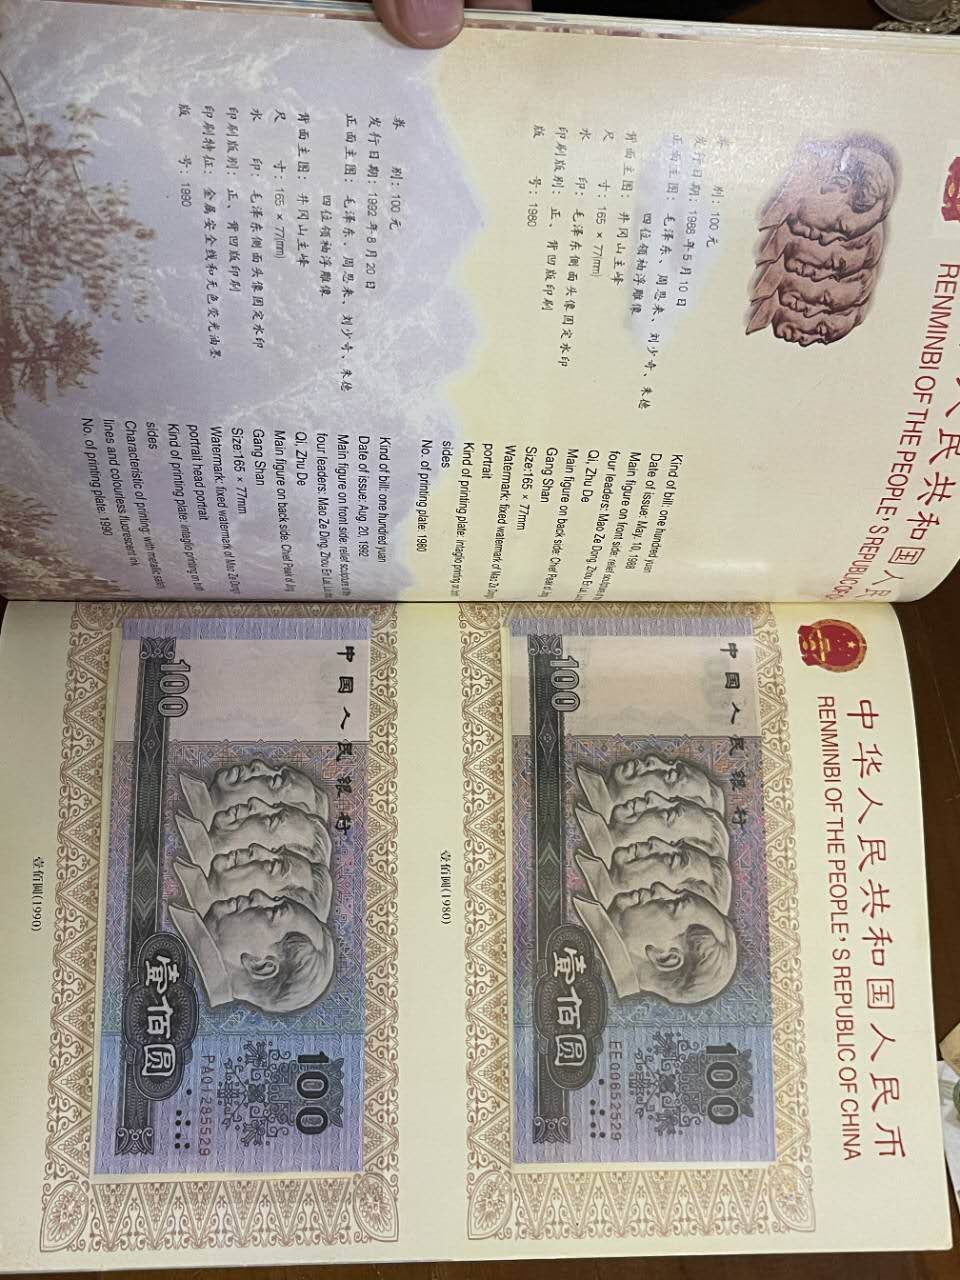 人民共和国人民
RENMINBI OF THE PEOPLE,S REPUBLIC
券 别:100 元
发行日期:1988 年 5 月 10 日
正面主图:毛泽东、周恩来、刘少奇、朱德
四位领袖浮雕像
背面主图:井冈山主峰
尺 寸:165 × 77(mm)
水 印:毛泽东侧面头像固定水印
印刷版别:正、背凹版印刷
版 号:1980
Kind of bill: one hundred yuan
Date of issue: May. 10, 1988
Main figure on front side: relief sculpture of the
four leaders: Mao Ze Dong, Zhou En Lai, Liu
Qi, Zhu De
Main figure on back side: Chief Peak of Jing
Gang Shan
Size:165 × 77mm
Watermark: fixed watermark of Mao Ze Dong
portrait
Kind of printing plate: intaglio printing on both
sides
No. of printing plate: 1980
券 别:100 元
发行日期:1992 年 8 月 20 日
正面主图:毛泽东、周恩来、刘少奇、朱德
四位领袖浮雕像
背面主图:井冈山主峰
尺 寸:165 × 77(mm)
水 印:毛泽东侧面头像固定水印
印刷版别:正、背凹版印刷
印刷特征:金属安全线和无色荧光油墨
版 号:1990
Kind of bill: one hundred yuan
Date of issue: Aug. 20, 1992
Main figure on front side: relief sculpture of the
four leaders: Mao Ze Ding, Zhou En Lai, Liu
Qi, Zhu De
Main figure on back side: Chief Peak of Jing
Gang Shan
Size:165 × 77mm
Watermark: fixed watermark of Mao Ze Dong
portrait head portrait
Kind of printing plate: intaglio printing on
sides
Characteristic of printing: with metallic
lines and colourless fluorescent ink
No. of printing plate: 1990
中华人民共和国人民币
RENMINBI OF THE PEOPLE,S REPUBLIC OF CHINA
中国人民银行
100
EE00652529
100
壹佰圆
100
壹佰圆(1980)
中国人民银行
100
PA01285529
100
壹佰圆
壹佰圆(1990)